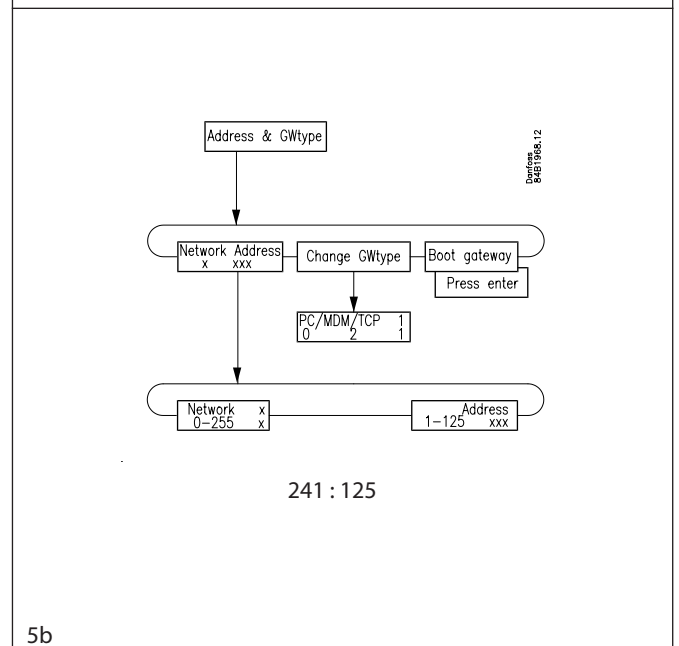 Address & GWtype
Danfoss
84B1968.12
Network Address
x xxx
Change GWtype
Boot gateway
Press enter
PC/MDM/TCP 1
0 2 1
Network x
0-255 x
Address
1-125 xxx
241 : 125
5b